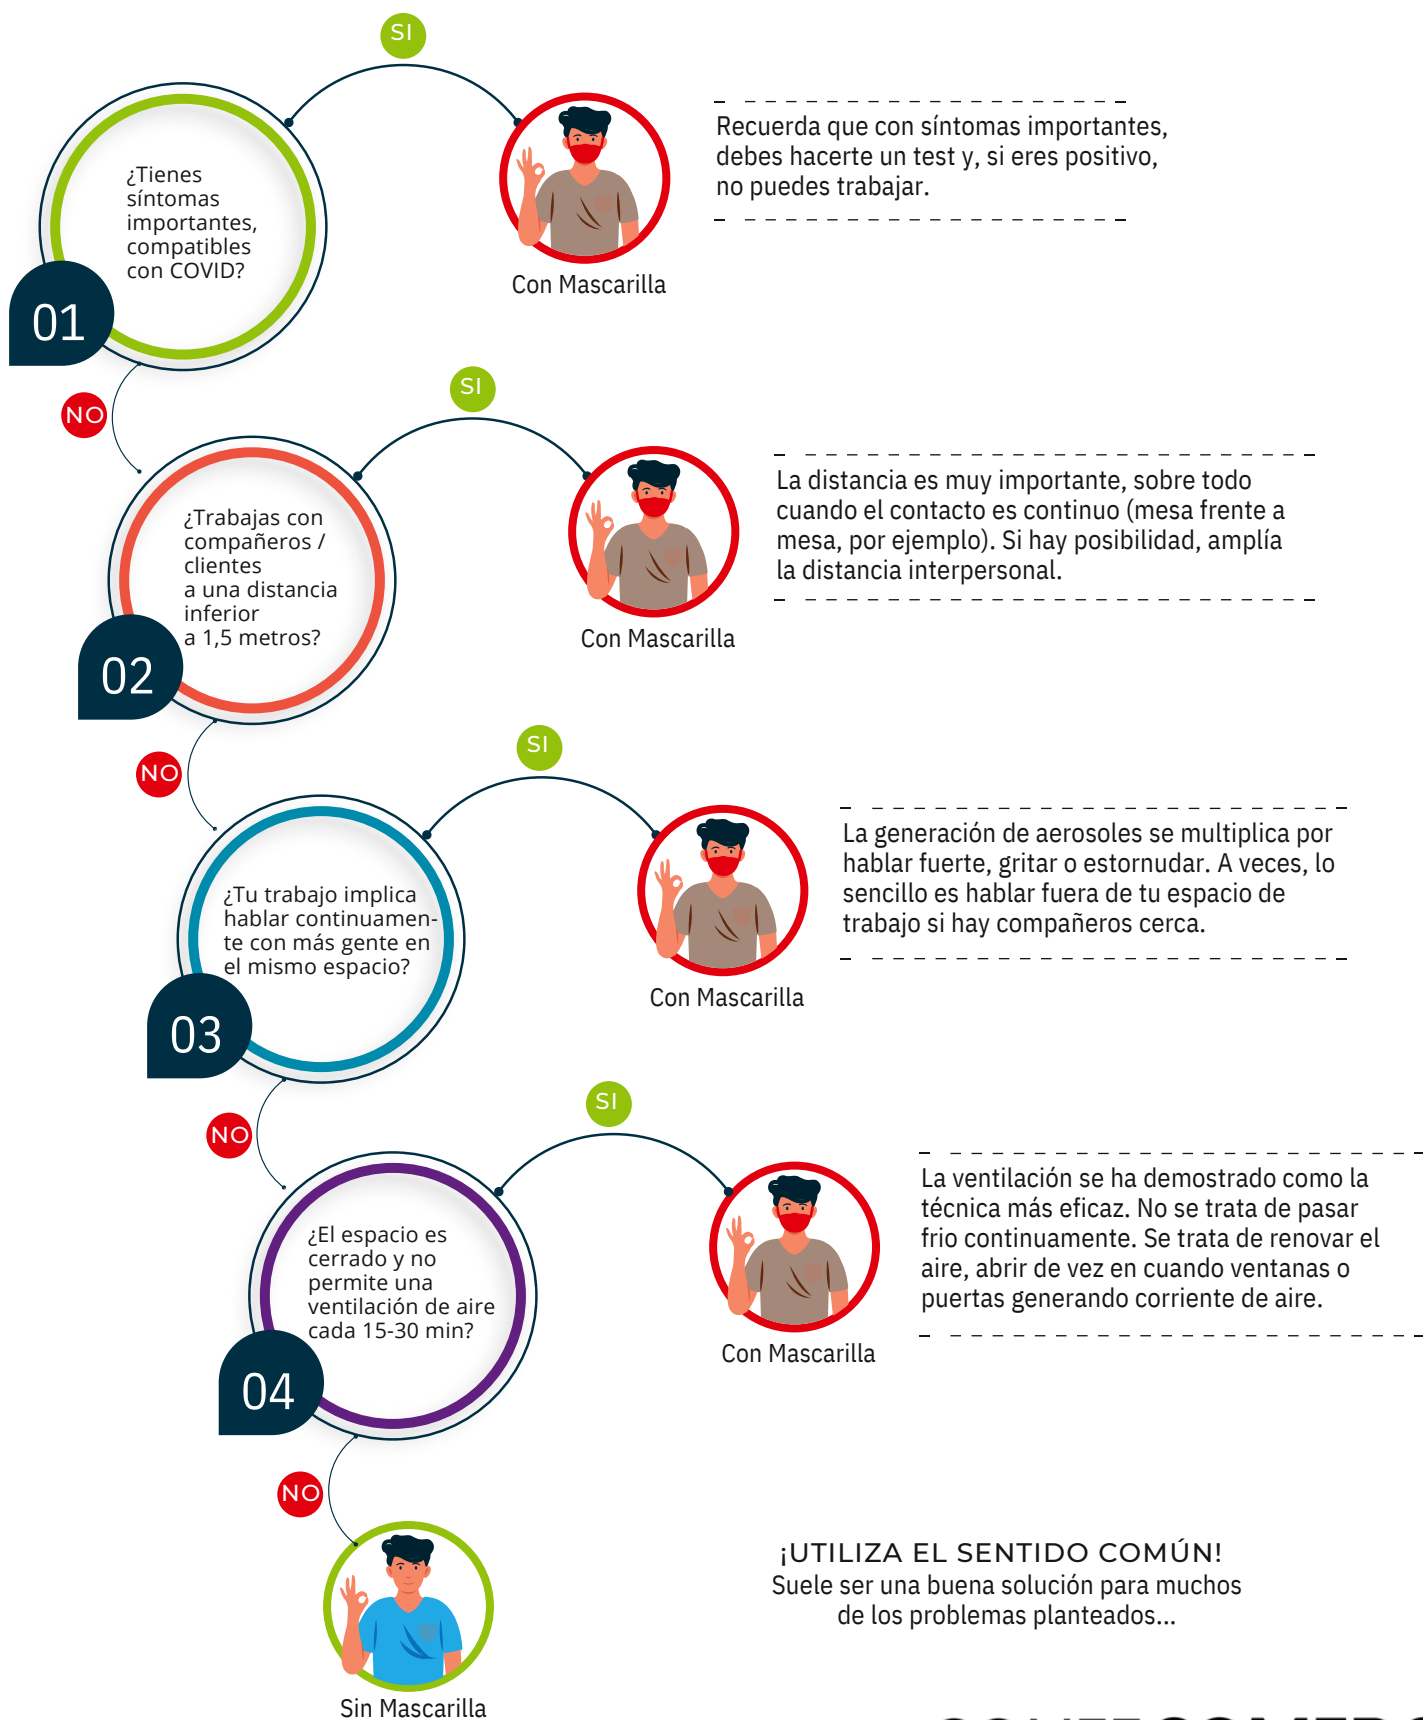 SI
¿Tienes
síntomas
importantes,
compatibles
con COVID?
01
Con Mascarilla
Recuerda que con síntomas importantes,
debes hacerte un test y, si eres positivo,
no puedes trabajar.
NO
SI
¿Trabajas con
compañeros /
clientes
a una distancia
inferior
a 1,5 metros?
02
Con Mascarilla
La distancia es muy importante, sobre todo
cuando el contacto es continuo (mesa frente a
mesa, por ejemplo). Si hay posibilidad, amplía
la distancia interpersonal.
NO
SI
¿Tu trabajo implica
hablar continuamen-
te con más gente en
el mismo espacio?
03
Con Mascarilla
La generación de aerosoles se multiplica por
hablar fuerte, gritar o estornudar. A veces, lo
sencillo es hablar fuera de tu espacio de
trabajo si hay compañeros cerca.
NO
SI
¿El espacio es
cerrado y no
permite una
ventilación de aire
cada 15-30 min?
04
Con Mascarilla
La ventilación se ha demostrado como la
técnica más eficaz. No se trata de pasar
frio continuamente. Se trata de renovar el
aire, abrir de vez en cuando ventanas o
puertas generando corriente de aire.
NO
Sin Mascarilla
¡UTILIZA EL SENTIDO COMÚN!
Suele ser una buena solución para muchos
de los problemas planteados...